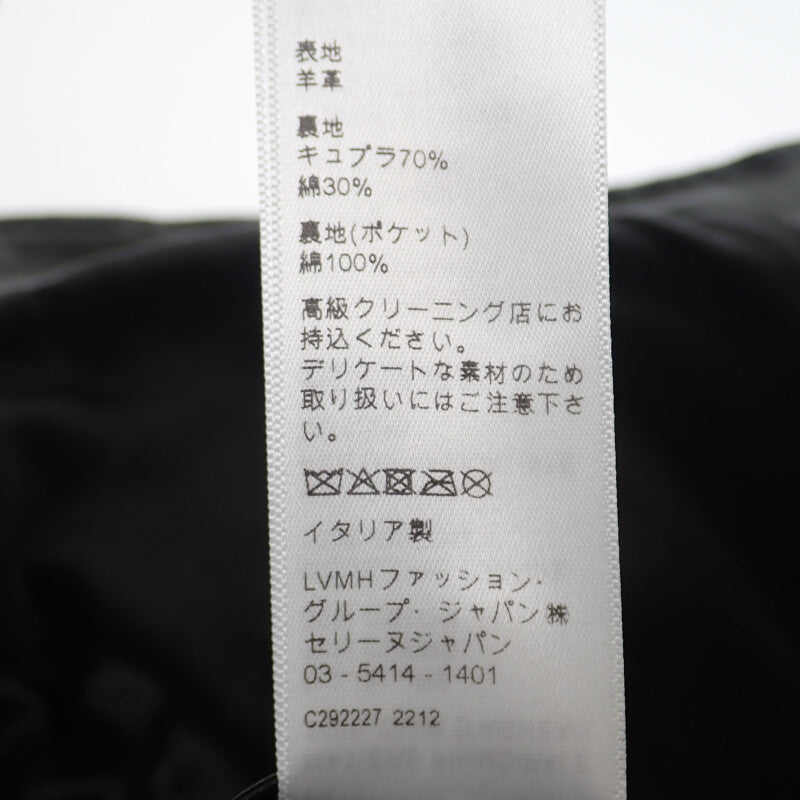 表地
羊革
裏地
キュプラ70%
綿30%
裏地(ポケット)
綿100%
高級クリーニング店にお
持込ください。
デリケートな素材のため
取り扱いにはご注意下さ
い。
イタリア製
LVMHファッション·
グループ· ジャパン㈱
セリーヌジャパン
03 - 5414 - 1401
C292227 2212